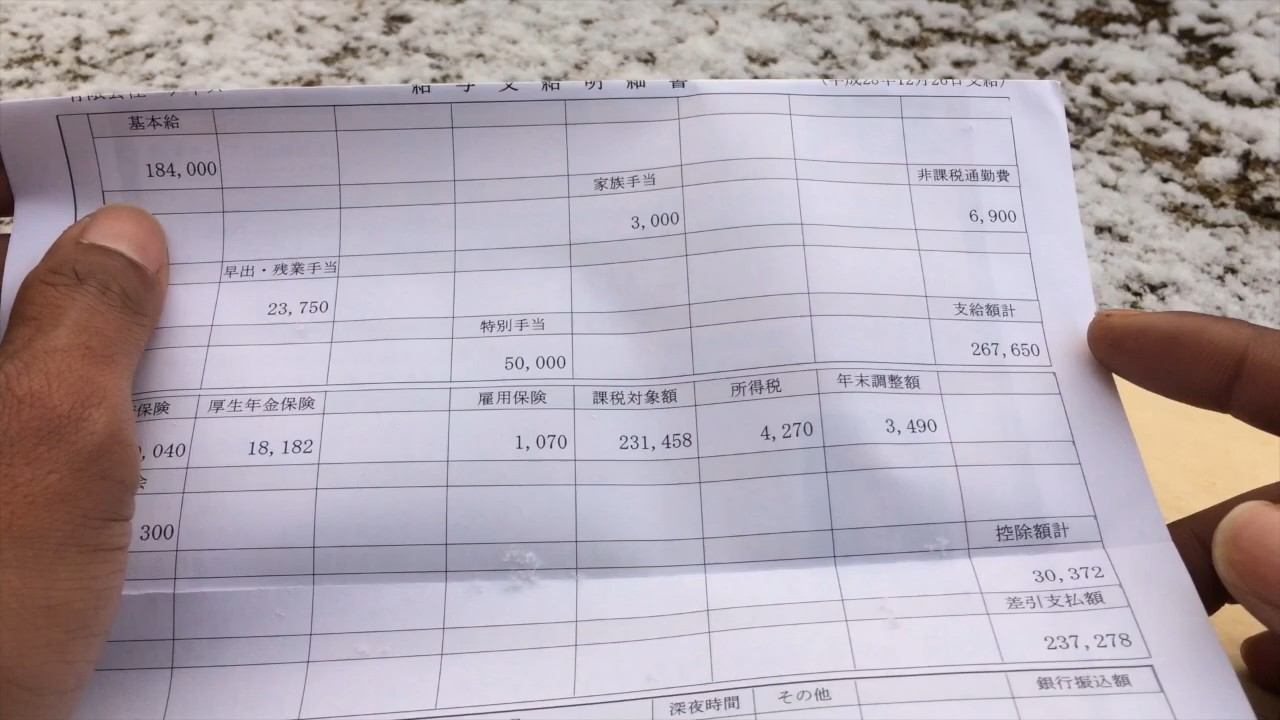 給 与 支 給 明 細 書
基本給
184,000
家族手当 非課税通勤費
3,000 6,900
早出・残業手当
23,750
特別手当 支給額計
50,000 267,650
保険 厚生年金保険 雇用保険 課税対象額 所得税 年末調整額
,040 18,182 1,070 231,458 4,270 3,490
会
300
控除額計
30,372
差引支払額
237,278
深夜時間 その他 銀行振込額